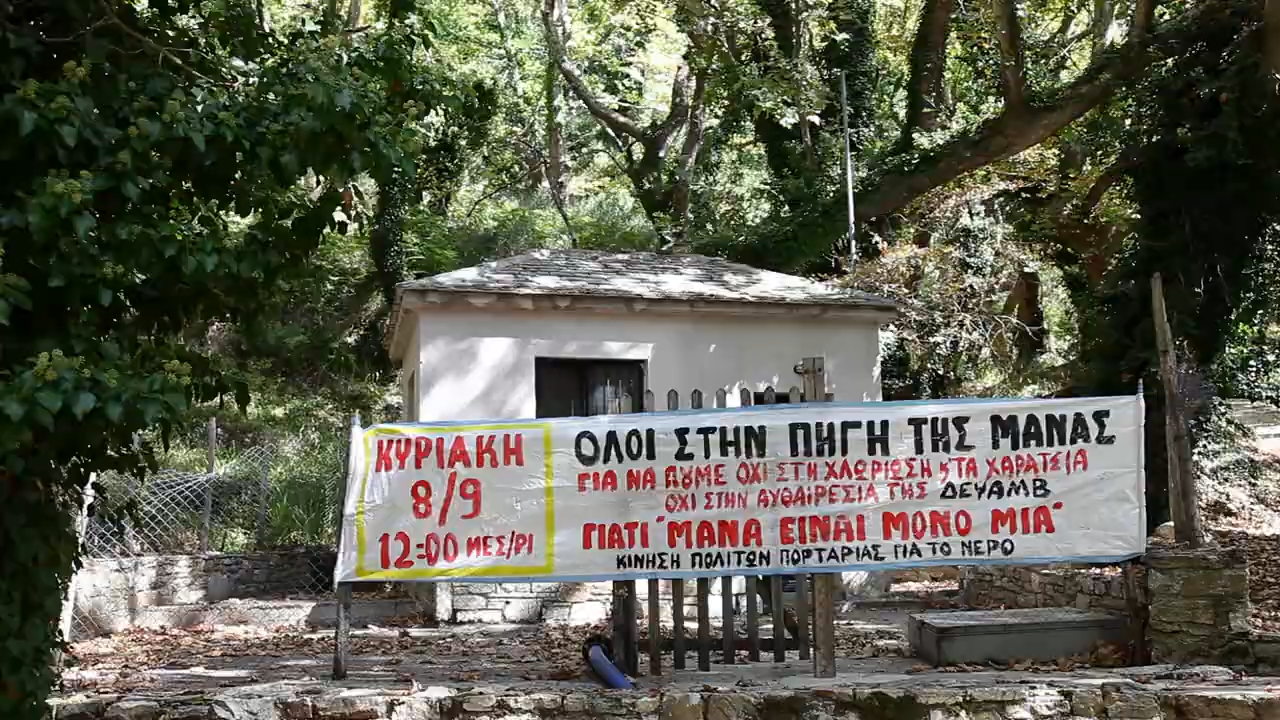 ΚΥΡΙΑΚΗ
8/9
12=00 ΜΕΣ/ΡΙ
ΟΛΟΙ ΣΤΗΝ ΠΗΓΗ ΤΗΣ ΜΑΝΑΣ
ΓΙΑ ΝΑ ΠΟΥΜΕ ΟΧΙ ΣΤΗ ΧΛΩΡΙΩΣΗ ΣΤΑ ΧΑΡΑΤΣΙΑ
ΟΧΙ ΣΤΗΝ ΑΥΘΑΙΡΕΣΙΑ ΤΗΣ ΔΕΥΑΜΒ
ΓΙΑΤΙ "ΜΑΝΑ ΕΙΝΑΙ ΜΟΝΟ ΜΙΑ"
ΚΙΝΗΣΗ ΠΟΛΙΤΩΝ ΠΟΡΤΑΡΙΑΣ ΓΙΑ ΤΟ ΝΕΡΟ